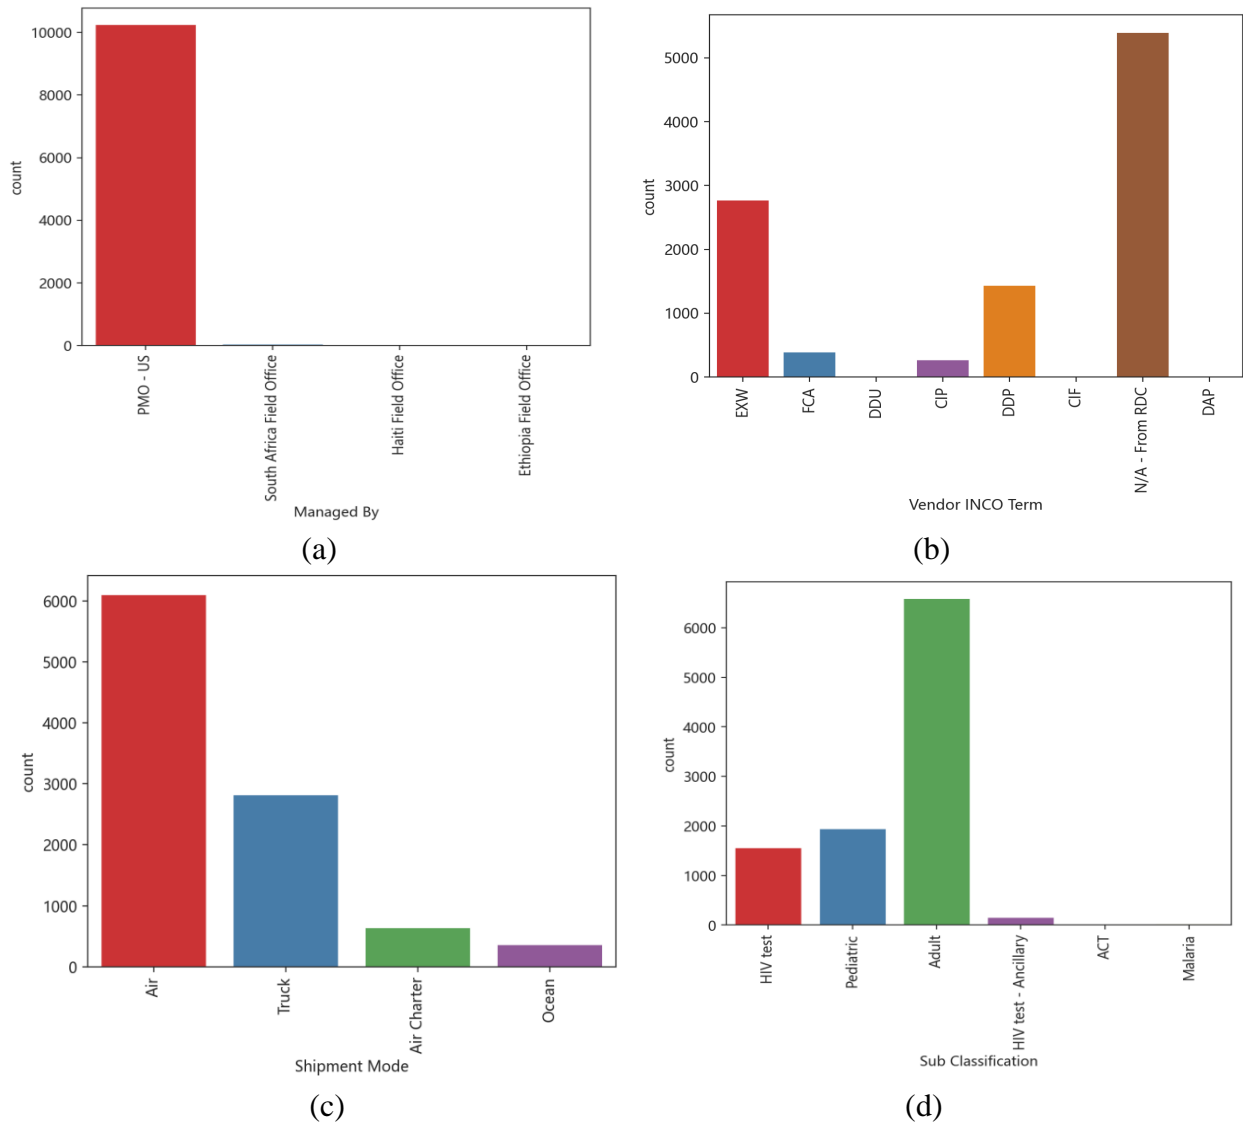 10000
8000
6000
4000
2000
0
count
PMO - US
South Africa Field Office
Haiti Field Office
Ethiopia Field Office
Managed By
(a)
5000
4000
3000
2000
1000
0
count
EXW
FCA
DDU
CIP
DDP
CIF
N/A - From RDC
DAP
Vendor INCO Term
(b)
6000
5000
4000
3000
2000
1000
0
count
Air
Truck
Air Charter
Ocean
Shipment Mode
(c)
6000
5000
4000
3000
2000
1000
0
count
HIV test
Pediatric
Adult
HIV test - Ancillary
ACT
Malaria
Sub Classification
(d)